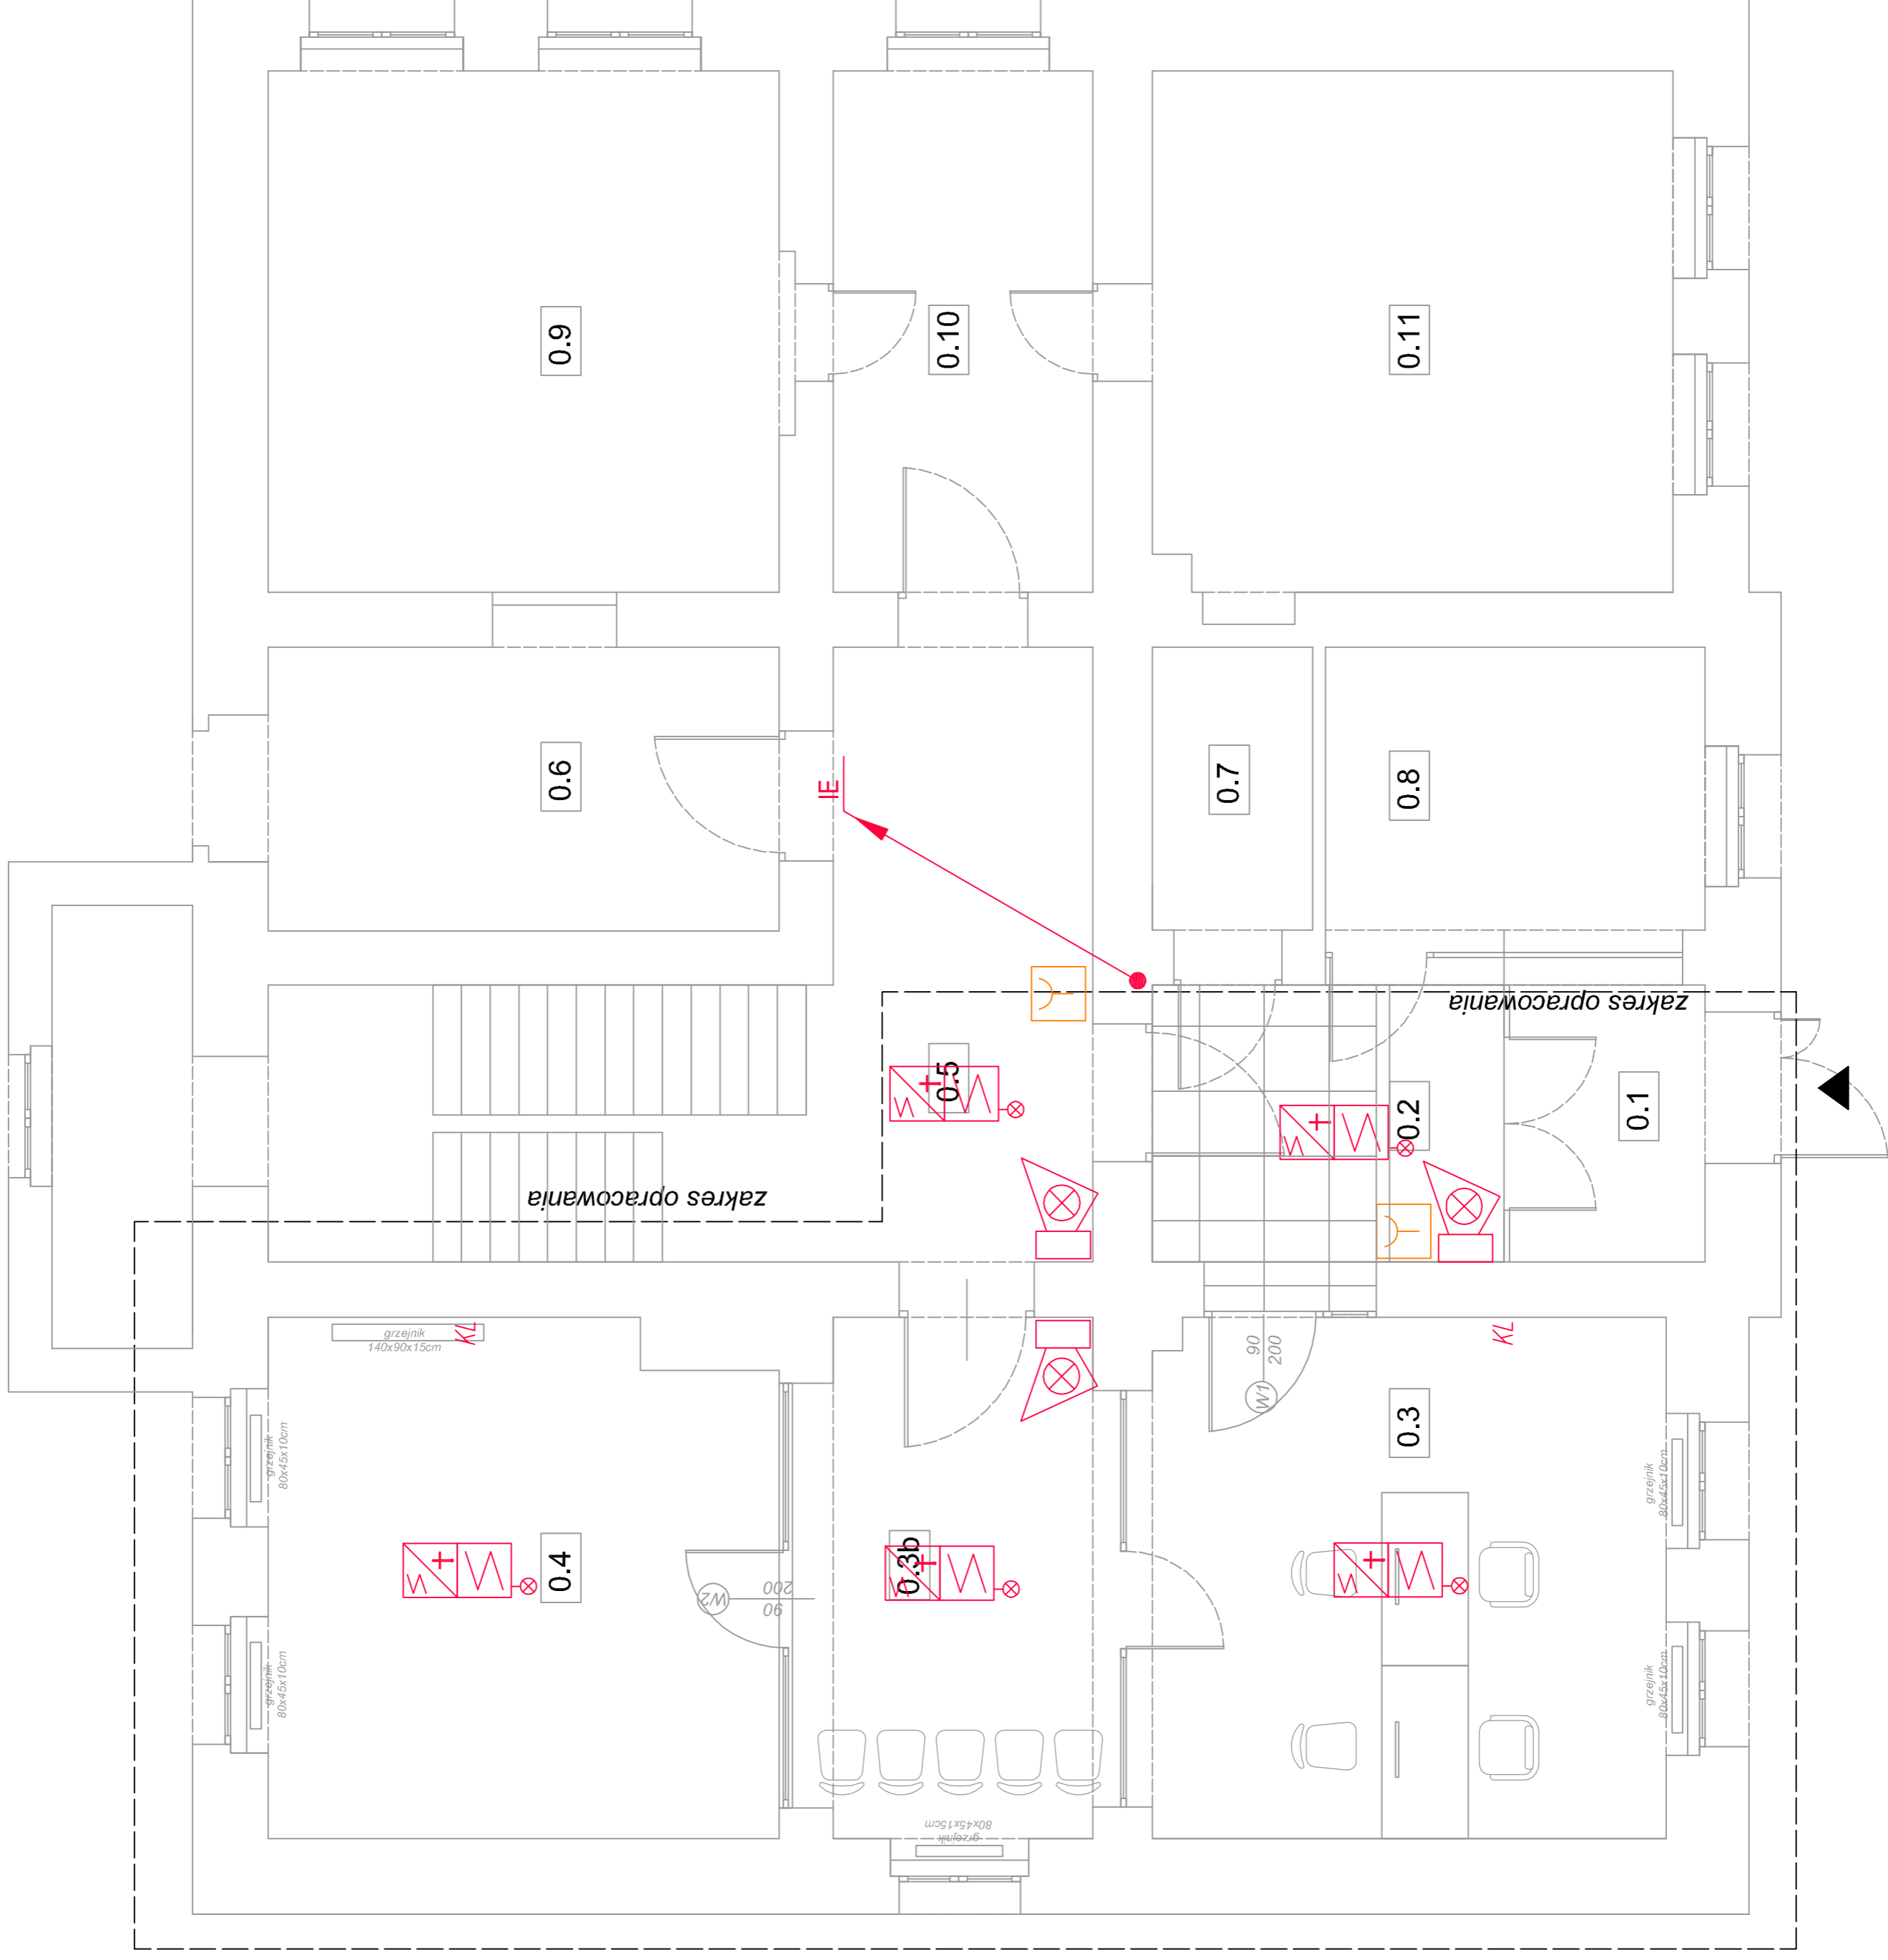 0.9
0.10
0.11
0.6
IE
0.7
0.8
zakres opracowania
0.5
W
t
0.2
W
t
0.1
zakres opracowania
KL
grzejnik
140x90x15cm
90
200
W1
KL
0.3
grzejnik
80x45x10cm
grzejnik
80x45x10cm
0.4
W
t
W2
90
200
0.3b
W
t
W
t
grzejnik
80x45x10cm
grzejnik
80x45x10cm
grzejnik
80x45x15cm